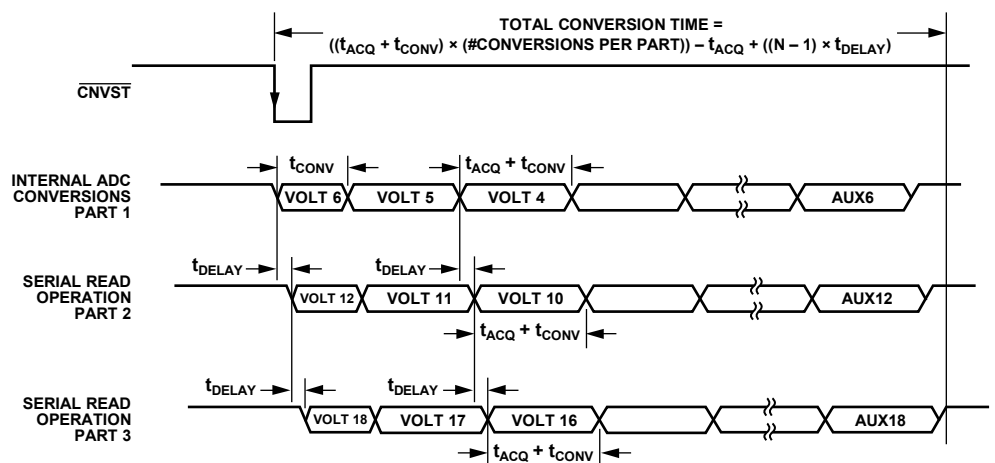 TOTAL CONVERSION TIME =
((tACQ + tCONV) × (#CONVERSIONS PER PART)) – tACQ + ((N – 1) × tDELAY)
CNVST
INTERNAL ADC
CONVERSIONS
PART 1
tCONV
tACQ + tCONV
VOLT 6
VOLT 5
VOLT 4
AUX6
SERIAL READ
OPERATION
PART 2
tDELAY
tDELAY
VOLT 12
VOLT 11
VOLT 10
AUX12
tACQ + tCONV
SERIAL READ
OPERATION
PART 3
tDELAY
tDELAY
VOLT 18
VOLT 17
VOLT 16
AUX18
tACQ + tCONV